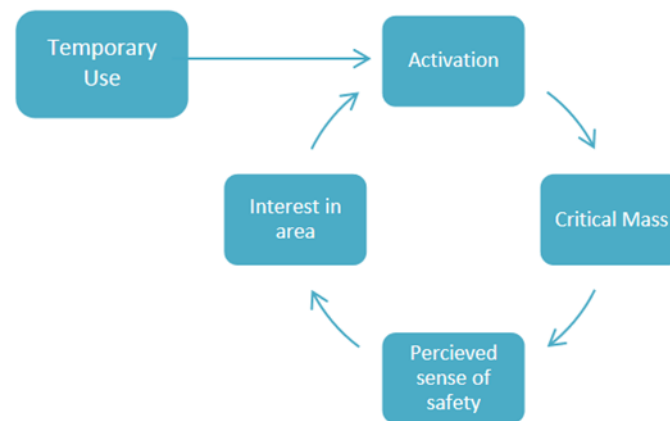 Temporary
Use
Activation
Interest in
area
Critical Mass
Percieved
sense of
safety